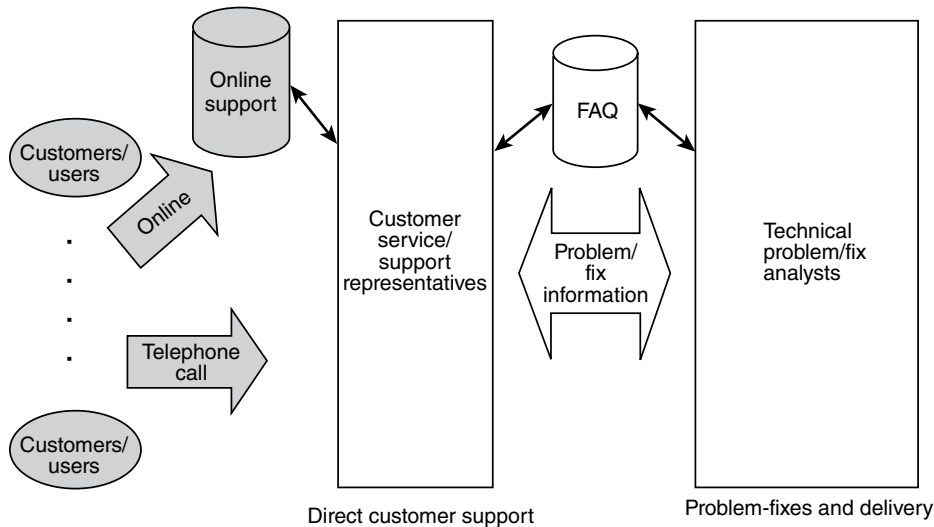 Online
support
Customers/
users
Online
Telephone
call
Customers/
users
Customer
service/
support
representatives
Direct customer support
FAQ
Problem/
fix
information
Technical
problem/fix
analysts
Problem-fixes and delivery